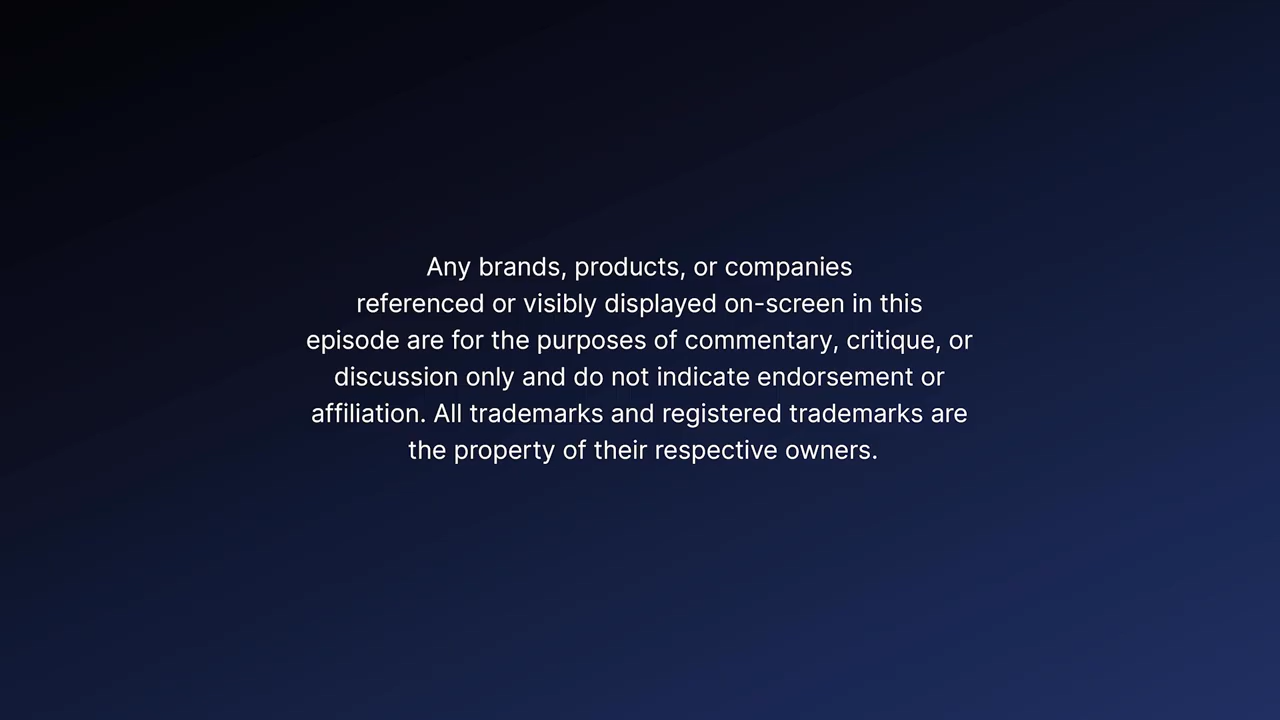 Any brands, products, or companies
referenced or visibly displayed on-screen in this
episode are for the purposes of commentary, critique, or
discussion only and do not indicate endorsement or
affiliation. All trademarks and registered trademarks are
the property of their respective owners.